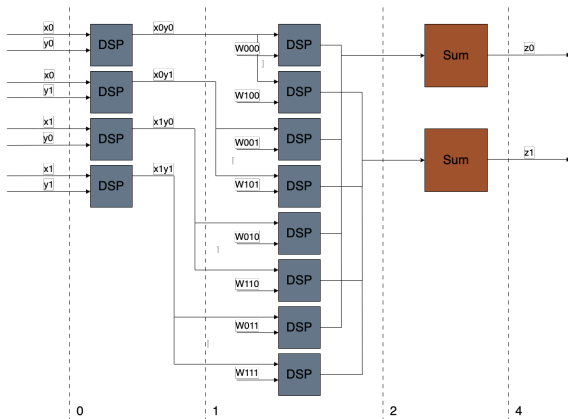 x0
y0
DSP
x0y0
x0
y1
DSP
x0y1
x1
y0
DSP
x1y0
x1
y1
DSP
x1y1
W000
DSP
W100
DSP
W001
DSP
W101
DSP
W010
DSP
W110
DSP
W011
DSP
W111
DSP
Sum
z0
Sum
z1
0
1
2
4